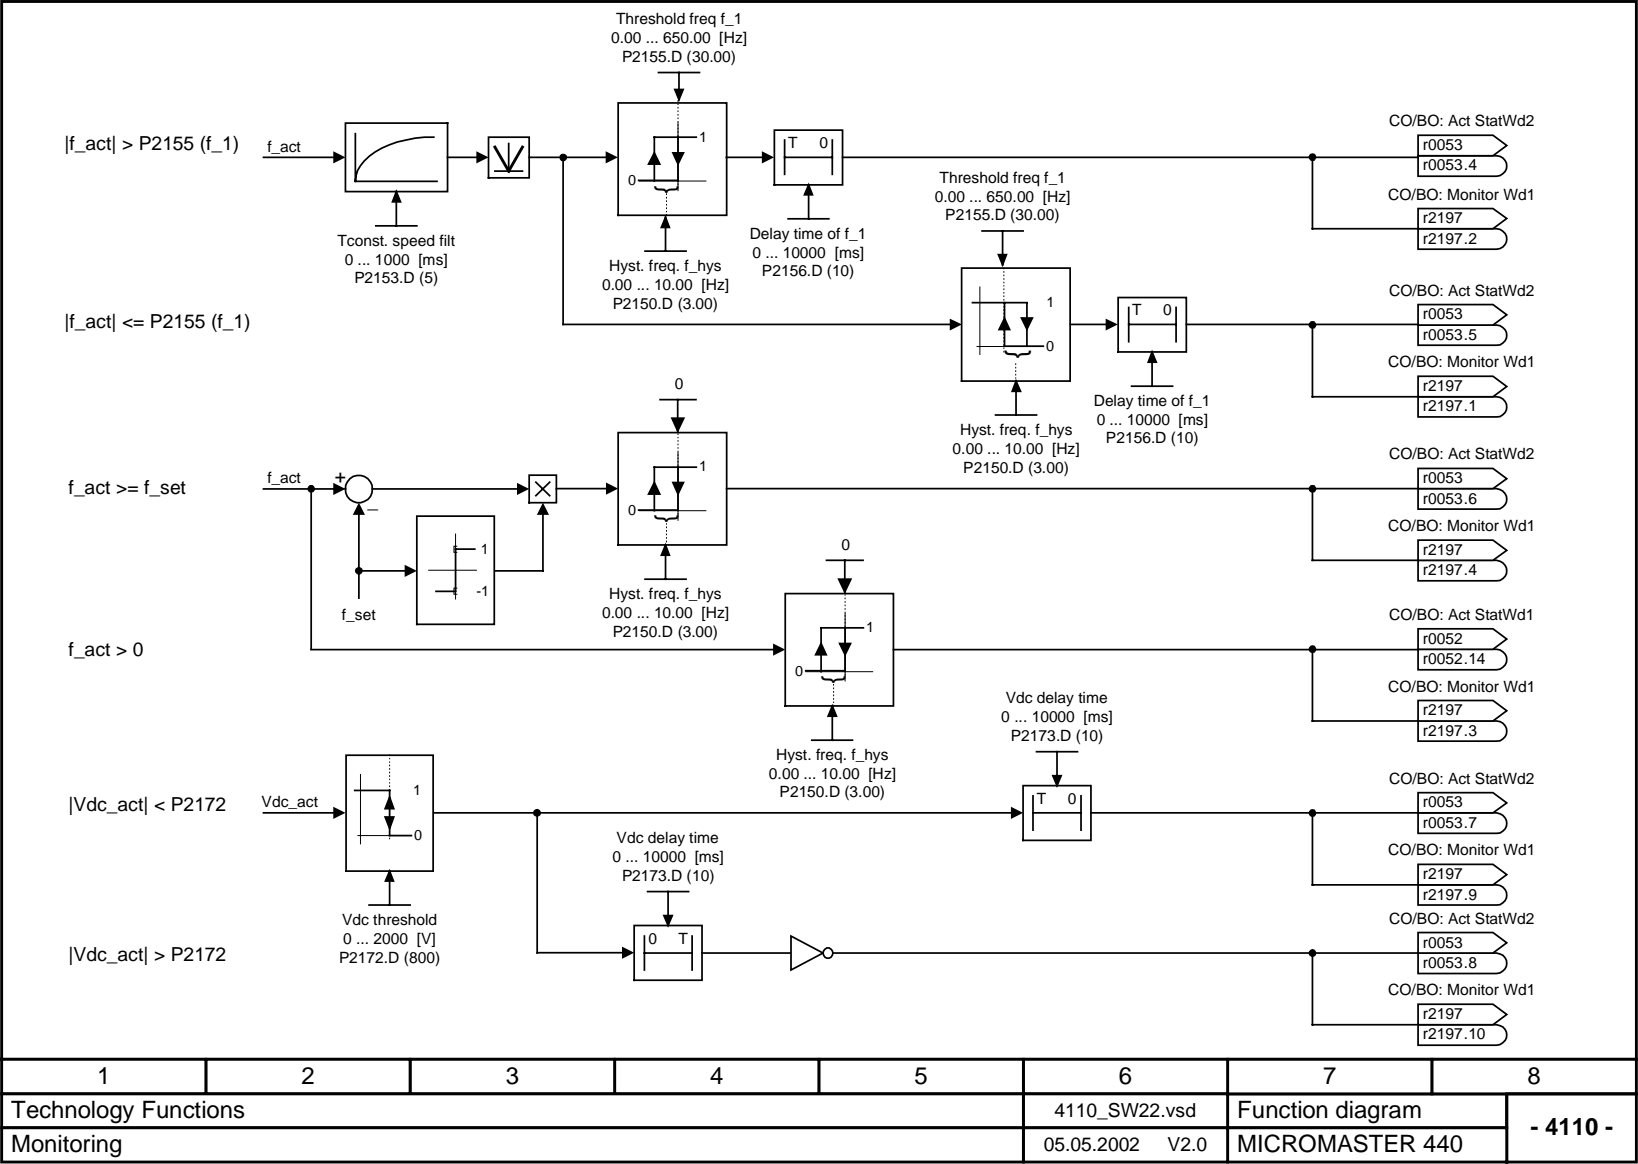 Threshold freq f_1
0.00 ... 650.00 [Hz]
P2155.D (30.00)
|f_act| > P2155 (f_1)
f_act
1
0
T 0
Tconst. speed filt
0 ... 1000 [ms]
P2153.D (5)
Hyst. freq. f_hys
0.00 ... 10.00 [Hz]
P2150.D (3.00)
Delay time of f_1
0 ... 10000 [ms]
P2156.D (10)
CO/BO: Act StatWd2
r0053
r0053.4
CO/BO: Monitor Wd1
r2197
r2197.2
|f_act| <= P2155 (f_1)
Threshold freq f_1
0.00 ... 650.00 [Hz]
P2155.D (30.00)
1
0
T 0
Hyst. freq. f_hys
0.00 ... 10.00 [Hz]
P2150.D (3.00)
Delay time of f_1
0 ... 10000 [ms]
P2156.D (10)
CO/BO: Act StatWd2
r0053
r0053.5
CO/BO: Monitor Wd1
r2197
r2197.1
f_act >= f_set
f_act
+
–
f_set
1
-1
0
1
0
Hyst. freq. f_hys
0.00 ... 10.00 [Hz]
P2150.D (3.00)
CO/BO: Act StatWd2
r0053
r0053.6
CO/BO: Monitor Wd1
r2197
r2197.4
f_act > 0
0
1
0
Hyst. freq. f_hys
0.00 ... 10.00 [Hz]
P2150.D (3.00)
CO/BO: Act StatWd1
r0052
r0052.14
CO/BO: Monitor Wd1
r2197
r2197.3
|Vdc_act| < P2172
Vdc_act
1
0
Vdc threshold
0 ... 2000 [V]
P2172.D (800)
Vdc delay time
0 ... 10000 [ms]
P2173.D (10)
T 0
CO/BO: Act StatWd2
r0053
r0053.7
CO/BO: Monitor Wd1
r2197
r2197.9
|Vdc_act| > P2172
Vdc delay time
0 ... 10000 [ms]
P2173.D (10)
0 T
CO/BO: Act StatWd2
r0053
r0053.8
CO/BO: Monitor Wd1
r2197
r2197.10
1 2 3 4 5 6 7 8
Technology Functions
4110_SW22.vsd
Function diagram
- 4110 -
Monitoring
05.05.2002 V2.0
MICROMASTER 440